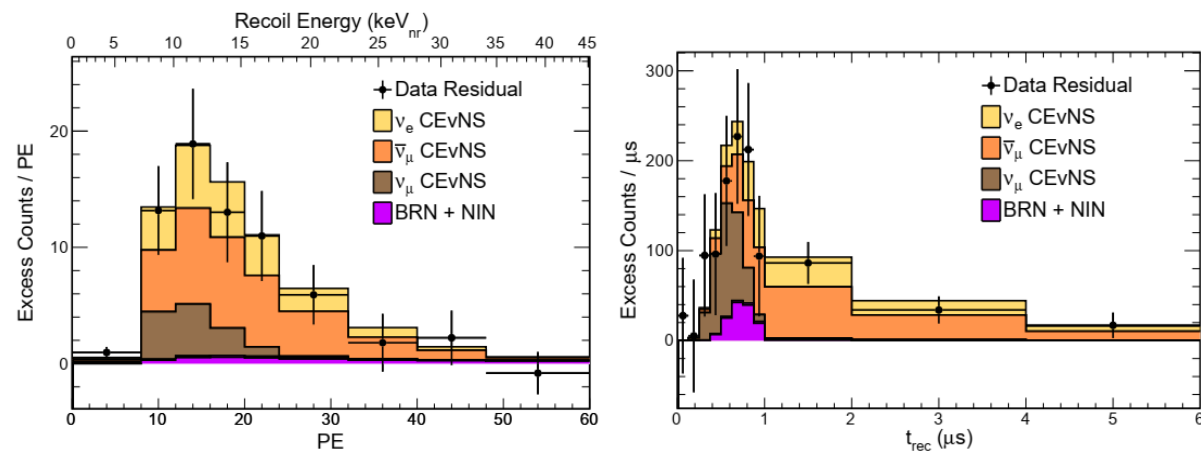 Recoil Energy (keVnr)
0 5 10 15 20 25 30 35 40 45
Excess Counts / PE
20
10
0
Data Residual
νe CEvNS
ν̅μ CEvNS
νμ CEvNS
BRN + NIN
0 10 20 30 40 50 60
PE
Excess Counts / μs
300
200
100
0
Data Residual
νe CEvNS
ν̅μ CEvNS
νμ CEvNS
BRN + NIN
0 1 2 3 4 5 6
trec (μs)